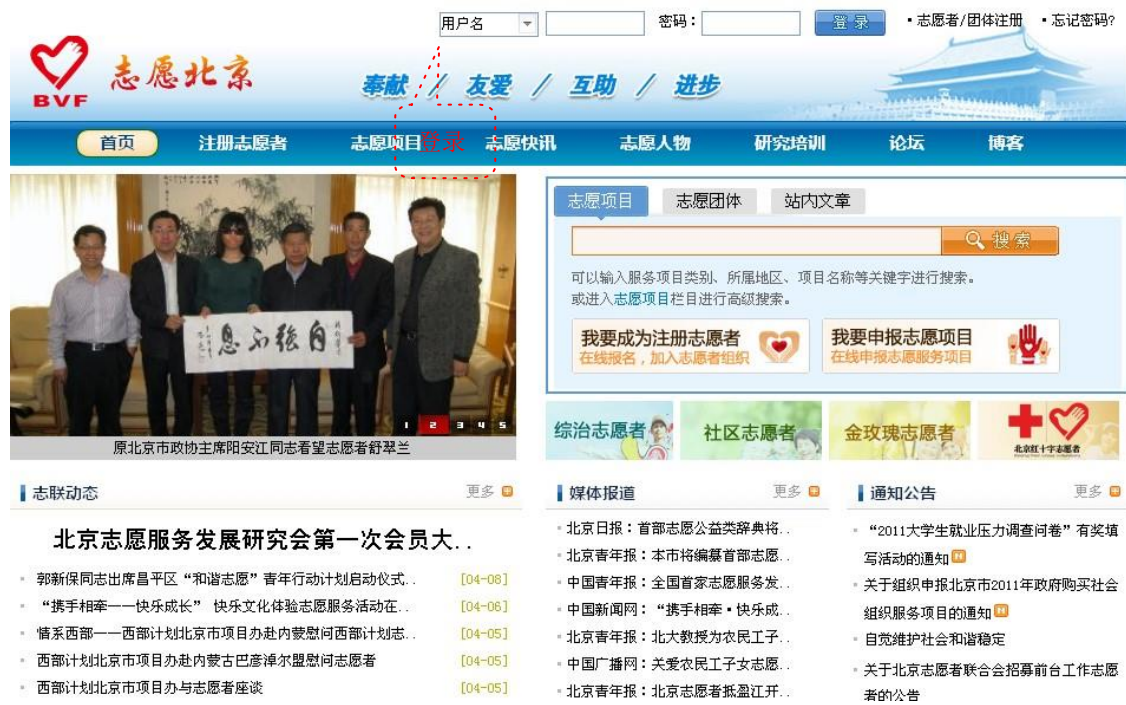 用户名
密码：
登录
▪志愿者/团体注册
▪忘记密码？
BVF
志愿北京
奉献 / 友爱 / 互助 / 进步
首页
注册志愿者
志愿项目
登录
志愿快讯
志愿人物
研究培训
论坛
博客
自强不息
1 2 3 4 5
原北京市政协主席阳安江同志看望志愿者舒翠兰
志愿项目
志愿团体
站内文章
搜索
可以输入服务项目类别、所属地区、项目名称等关键字进行搜索。
或进入志愿项目栏目进行高级搜索。
我要成为注册志愿者
在线报名，加入志愿者组织
我要申报志愿项目
在线申报志愿服务项目
综治志愿者
社区志愿者
金玫瑰志愿者
北京红十字志愿者
志联动态
更多
北京志愿服务发展研究会第一次会员大..
郭新保同志出席昌平区“和谐志愿”青年行动计划启动仪式..
[04-08]
“携手相牵——快乐成长” 快乐文化体验志愿服务活动在..
[04-06]
情系西部——西部计划北京市项目办赴内蒙慰问西部计划志..
[04-05]
西部计划北京市项目办赴内蒙古巴彦淖尔盟慰问志愿者
[04-05]
西部计划北京市项目办与志愿者座谈
[04-05]
媒体报道
更多
北京日报：首部志愿公益类辞典将..
北京青年报：本市将编纂首部志愿..
中国青年报：全国首家志愿服务发..
中国新闻网：“携手相牵▪快乐成..
北京青年报：北大教授为农民工子..
中国广播网：关爱农民工子女志愿..
北京青年报：北京志愿者抵盈江开..
通知公告
更多
“2011大学生就业压力调查问卷”有奖填
写活动的通知
关于组织申报北京市2011年政府购买社会
组织服务项目的通知
自觉维护社会和谐稳定
关于北京志愿者联合会招募前台工作志愿
者的公告